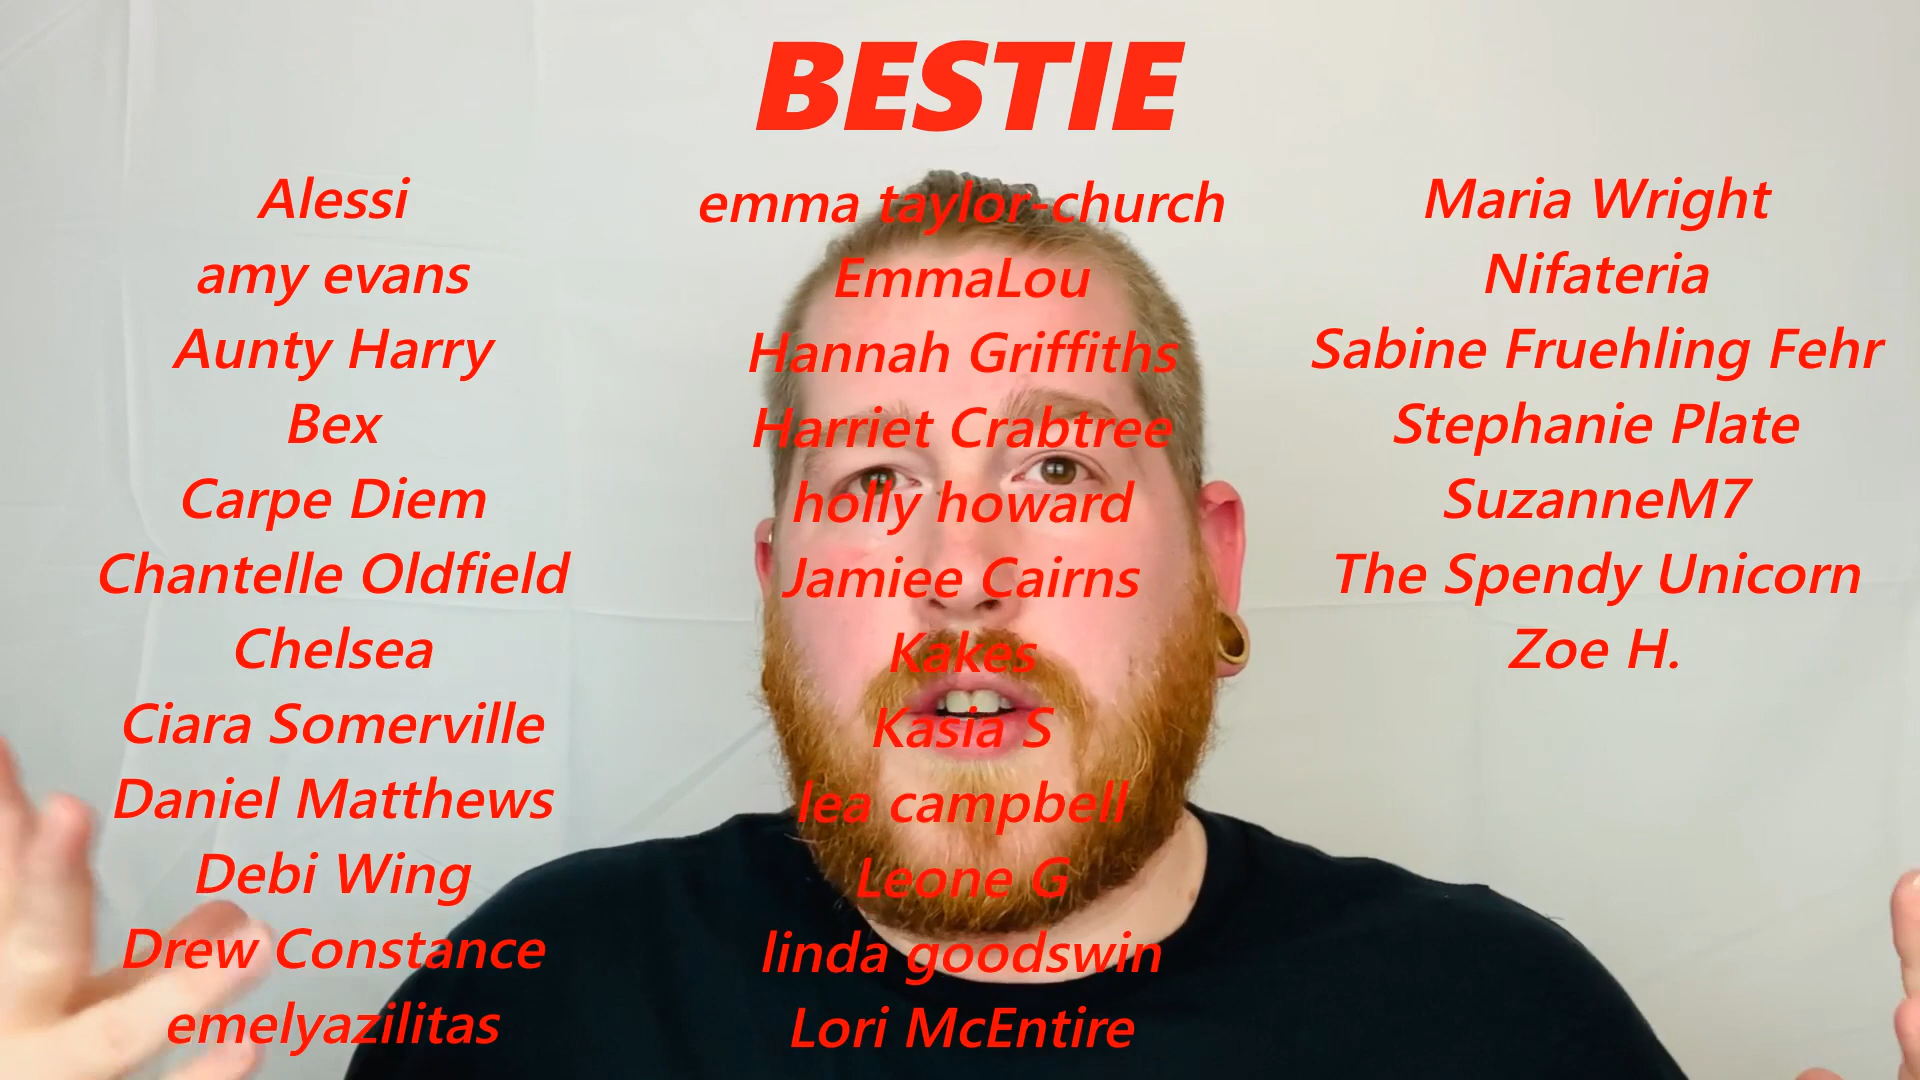 BESTIE
Alessi
amy evans
Aunty Harry
Bex
Carpe Diem
Chantelle Oldfield
Chelsea
Ciara Somerville
Daniel Matthews
Debi Wing
Drew Constance
emelyazilitas
emma taylor-church
EmmaLou
Hannah Griffiths
Harriet Crabtree
holly howard
Jamiee Cairns
Kakes
Kasia S
lea campbell
Leone G
linda goodswin
Lori McEntire
Maria Wright
Nifateria
Sabine Fruehling Fehr
Stephanie Plate
SuzanneM7
The Spendy Unicorn
Zoe H.